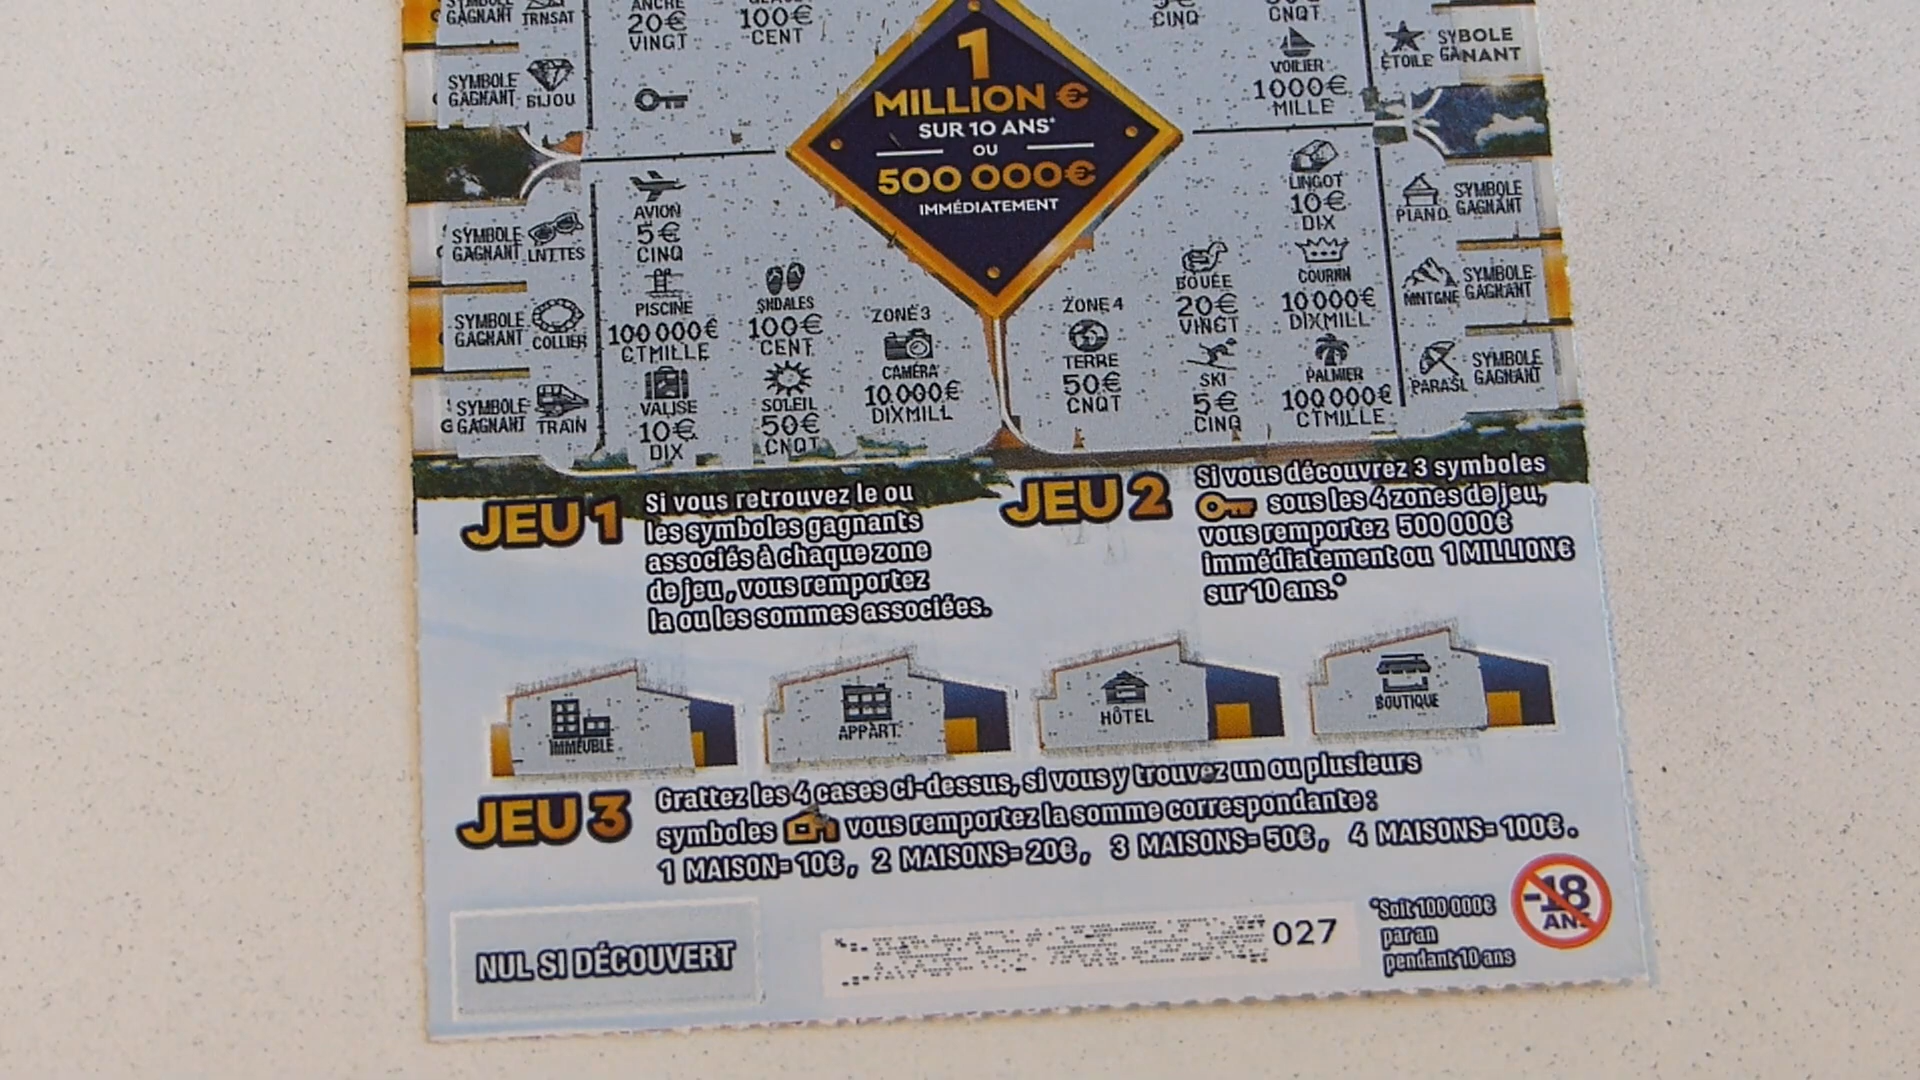 GAGNANT TRNSAT
ANCRE
20€
VINGT
100€
CENT
CINQ
CNQT
SYMBOLE
GAGNANT BIJOU
1
MILLION €
SUR 10 ANS*
OU
500 000€
IMMÉDIATEMENT
VOILIER
1000€
MILLE
ÉTOILE
SYBOLE
GANANT
SYMBOLE
GAGNANT LNTTES
AVION
5€
CINQ
LINGOT
10€
DIX
PIANO
SYMBOLE
GAGNANT
SYMBOLE
GAGNANT COLLIER
PISCINE
100 000€
CTMILLE
SNDALES
100€
CENT
ZONE 3
CAMÉRA
10.000€
DIXMILL
ZONE 4
TERRE
50€
CNQT
BOUÉE
20€
VINGT
COURNN
10 000€
DIXMILL
MNTGNE
SYMBOLE
GAGNANT
SYMBOLE
G GAGNANT TRAIN
VALISE
10€
DIX
SOLEIL
50€
CNQT
SKI
5€
CINQ
PALMIER
100 000€
CTMILLE
PARASL
SYMBOLE
GAGNANT
JEU 1
Si vous retrouvez le ou
les symboles gagnants
associés à chaque zone
de jeu, vous remportez
la ou les sommes associées.
JEU 2
Si vous découvrez 3 symboles
sous les 4 zones de jeu,
vous remportez 500 000€
immédiatement ou 1 MILLION€
sur 10 ans.*
IMMEUBLE
APPART
HÔTEL
BOUTIQUE
JEU 3
Grattez les 4 cases ci-dessus, si vous y trouvez un ou plusieurs
symboles vous remportez la somme correspondante :
1 MAISON= 10€, 2 MAISONS= 20€, 3 MAISONS= 50€, 4 MAISONS= 100€.
NUL SI DÉCOUVERT
027
*Soit 100 000€
par an
pendant 10 ans
-18
ANS